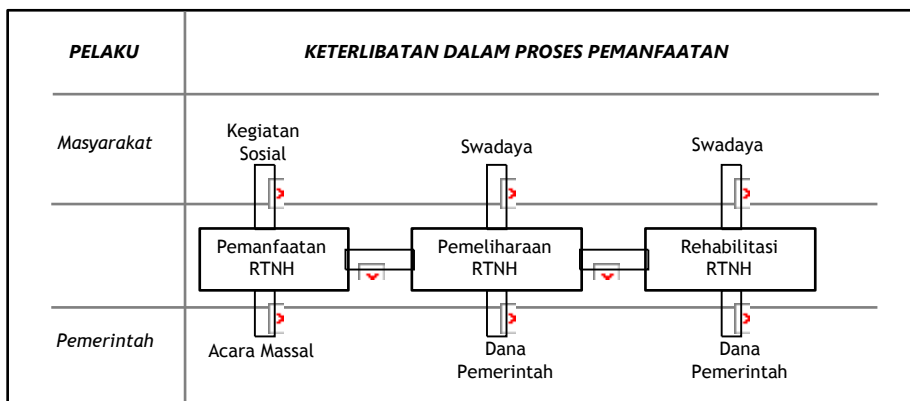 PELAKU
KETERLIBATAN DALAM PROSES PEMANFAATAN
Masyarakat
Kegiatan
Sosial
Swadaya
Swadaya
Pemanfaatan
RTNH
Pemeliharaan
RTNH
Rehabilitasi
RTNH
Pemerintah
Acara Massal
Dana
Pemerintah
Dana
Pemerintah